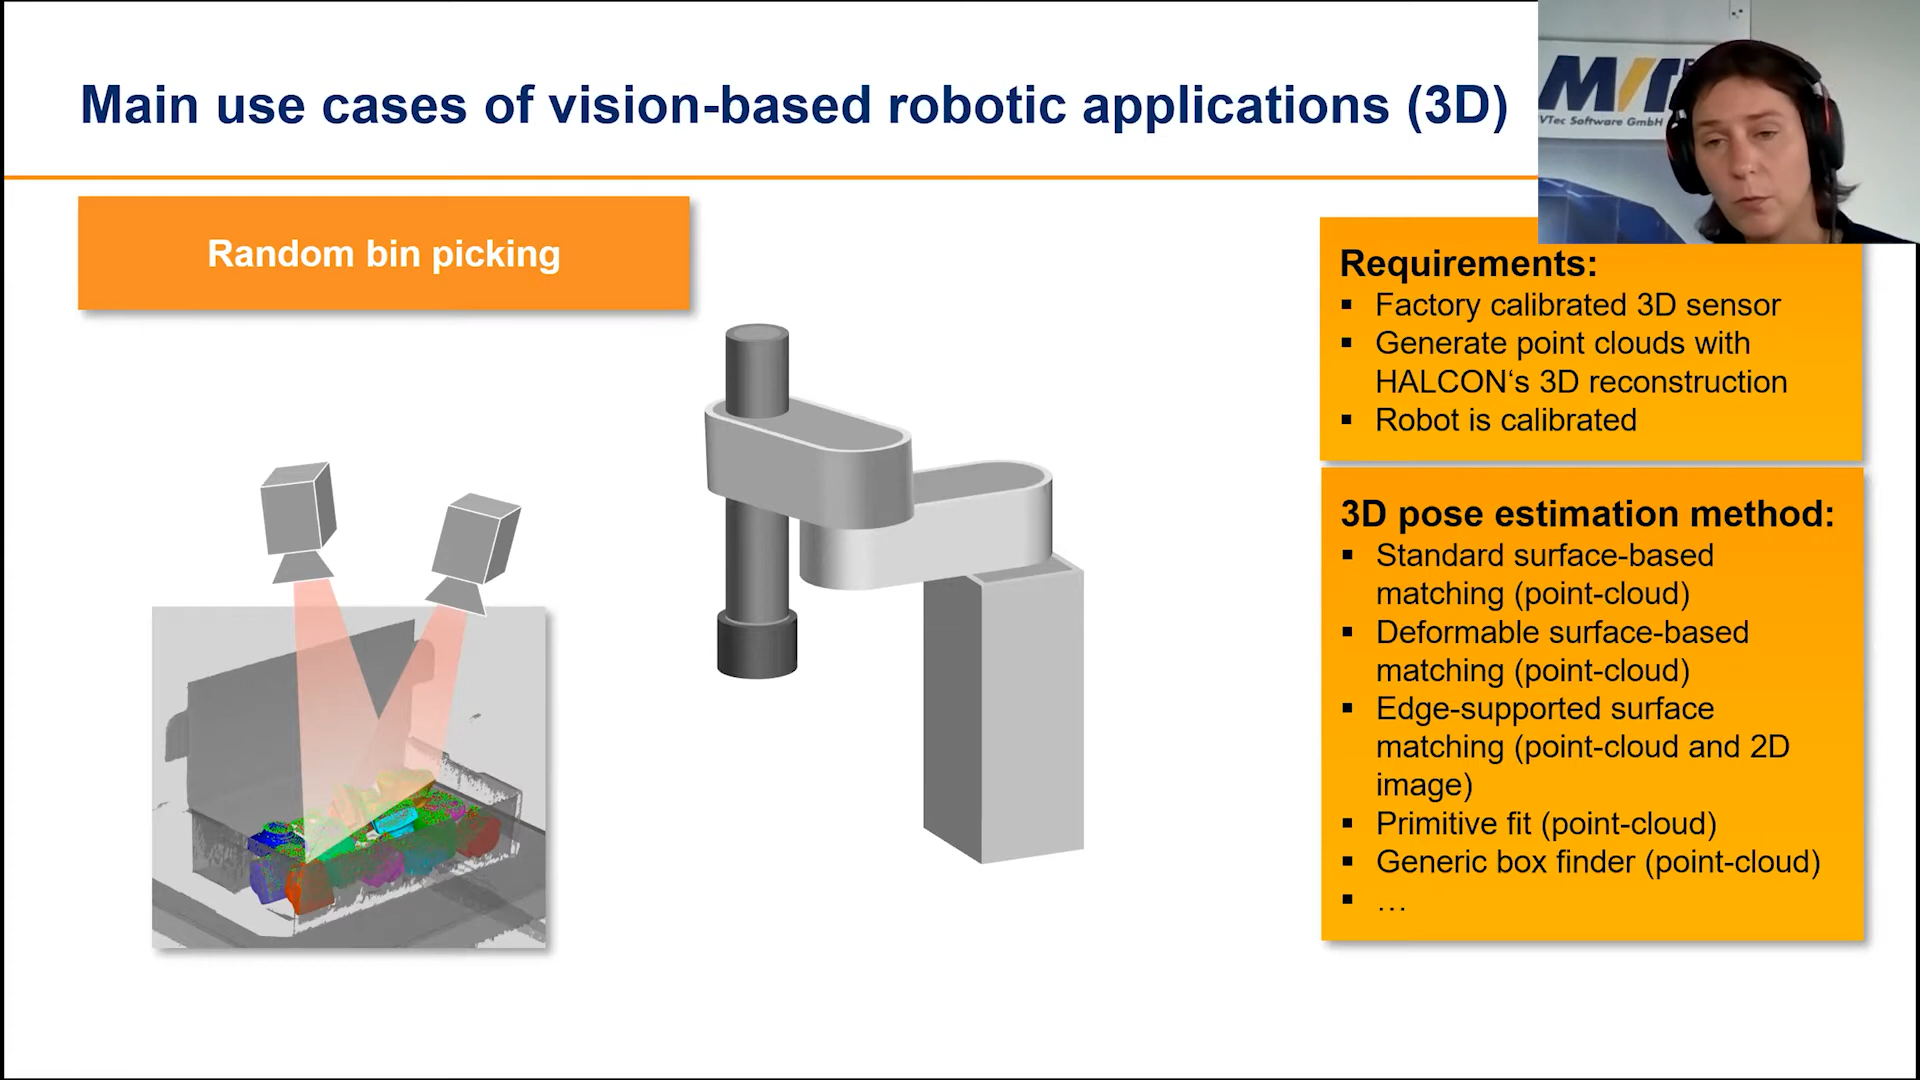 Main use cases of vision-based robotic applications (3D)
MVT
MVTec Software GmbH
Random bin picking
Requirements:
▪ Factory calibrated 3D sensor
▪ Generate point clouds with
HALCON‘s 3D reconstruction
▪ Robot is calibrated
3D pose estimation method:
▪ Standard surface-based
matching (point-cloud)
▪ Deformable surface-based
matching (point-cloud)
▪ Edge-supported surface
matching (point-cloud and 2D
image)
▪ Primitive fit (point-cloud)
▪ Generic box finder (point-cloud)
▪ …